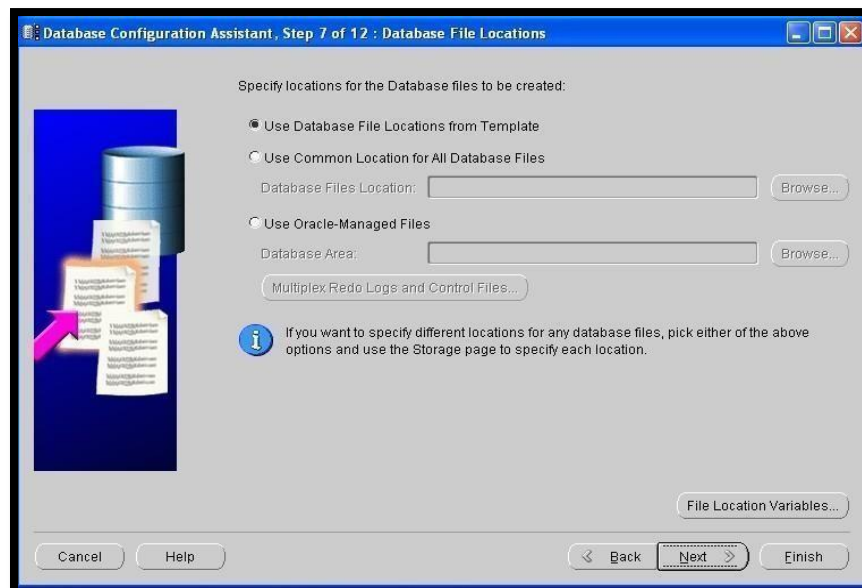 Database Configuration Assistant, Step 7 of 12 : Database File Locations
Specify locations for the Database files to be created:
Use Database File Locations from Template
Use Common Location for All Database Files
Database Files Location:
Browse...
Use Oracle-Managed Files
Database Area:
Browse...
Multiplex Redo Logs and Control Files...
If you want to specify different locations for any database files, pick either of the above
options and use the Storage page to specify each location.
File Location Variables...
Cancel
Help
Back
Next
Finish